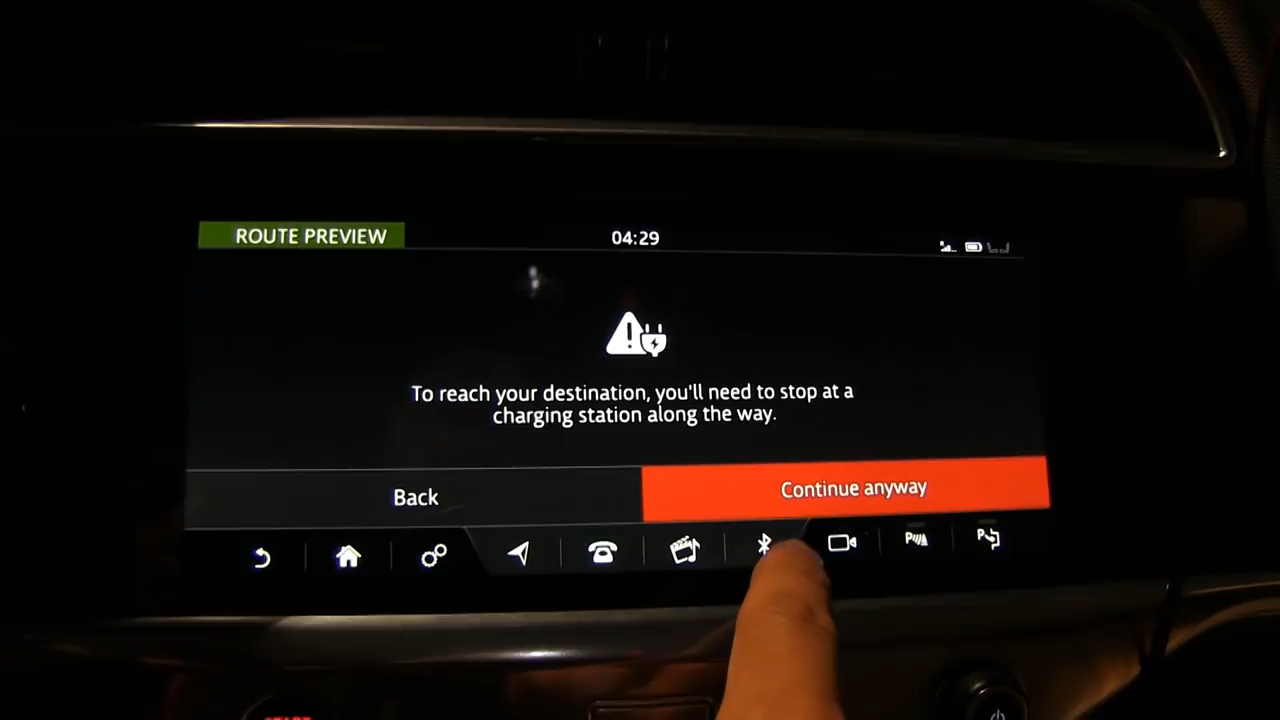 ROUTE PREVIEW
04:29
To reach your destination, you'll need to stop at a
charging station along the way.
Back
Continue anyway
P
P
START